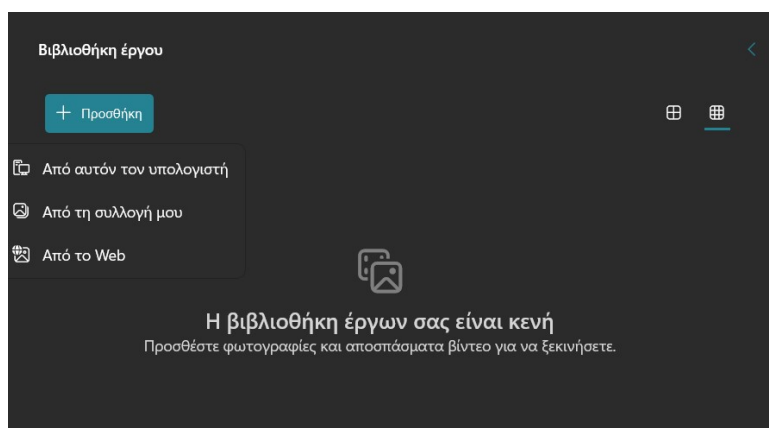 Βιβλιοθήκη έργου
Προσθήκη
Από αυτόν τον υπολογιστή
Από τη συλλογή μου
Από το Web
Η βιβλιοθήκη έργων σας είναι κενή
Προσθέστε φωτογραφίες και αποσπάσματα βίντεο για να ξεκινήσετε.